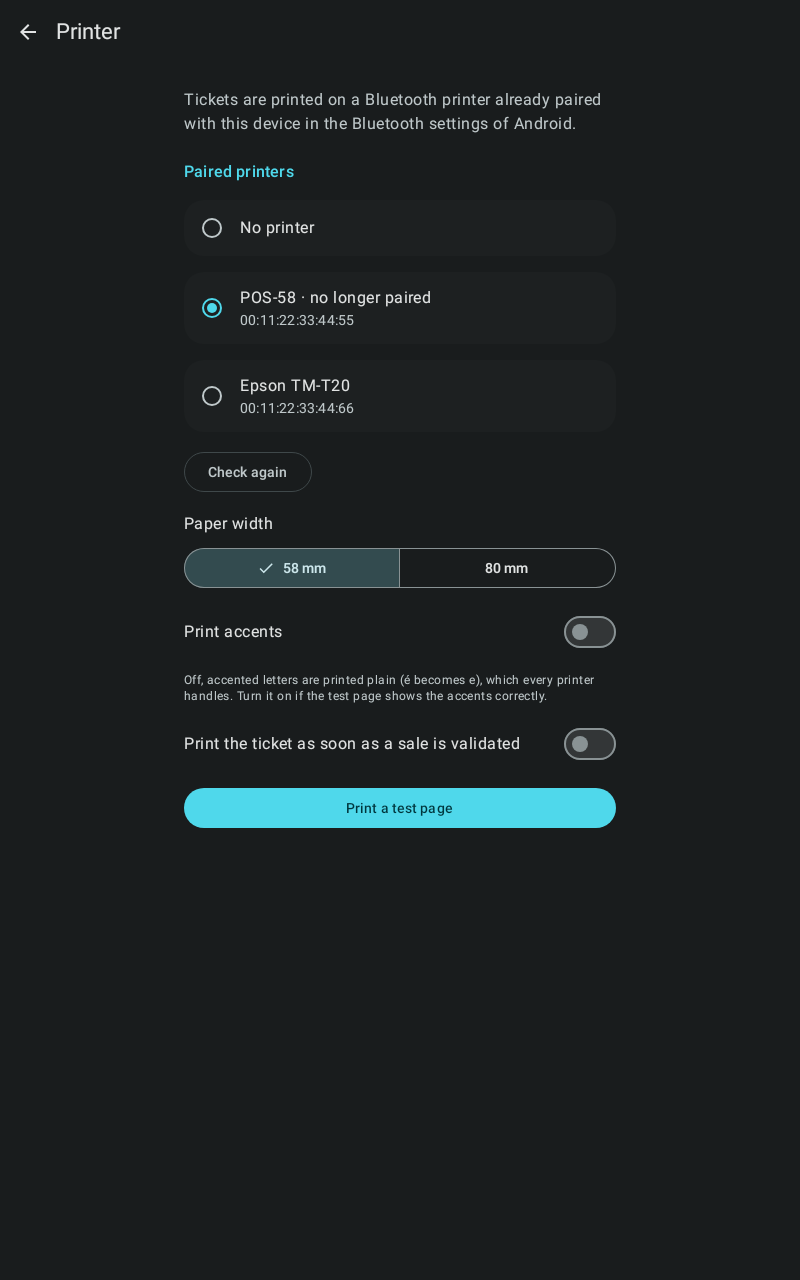 Printer
Tickets are printed on a Bluetooth printer already paired
with this device in the Bluetooth settings of Android.
Paired printers
No printer
POS-58 · no longer paired
00:11:22:33:44:55
Epson TM-T20
00:11:22:33:44:66
Check again
Paper width
58 mm
80 mm
Print accents
Off, accented letters are printed plain (é becomes e), which every printer
handles. Turn it on if the test page shows the accents correctly.
Print the ticket as soon as a sale is validated
Print a test page